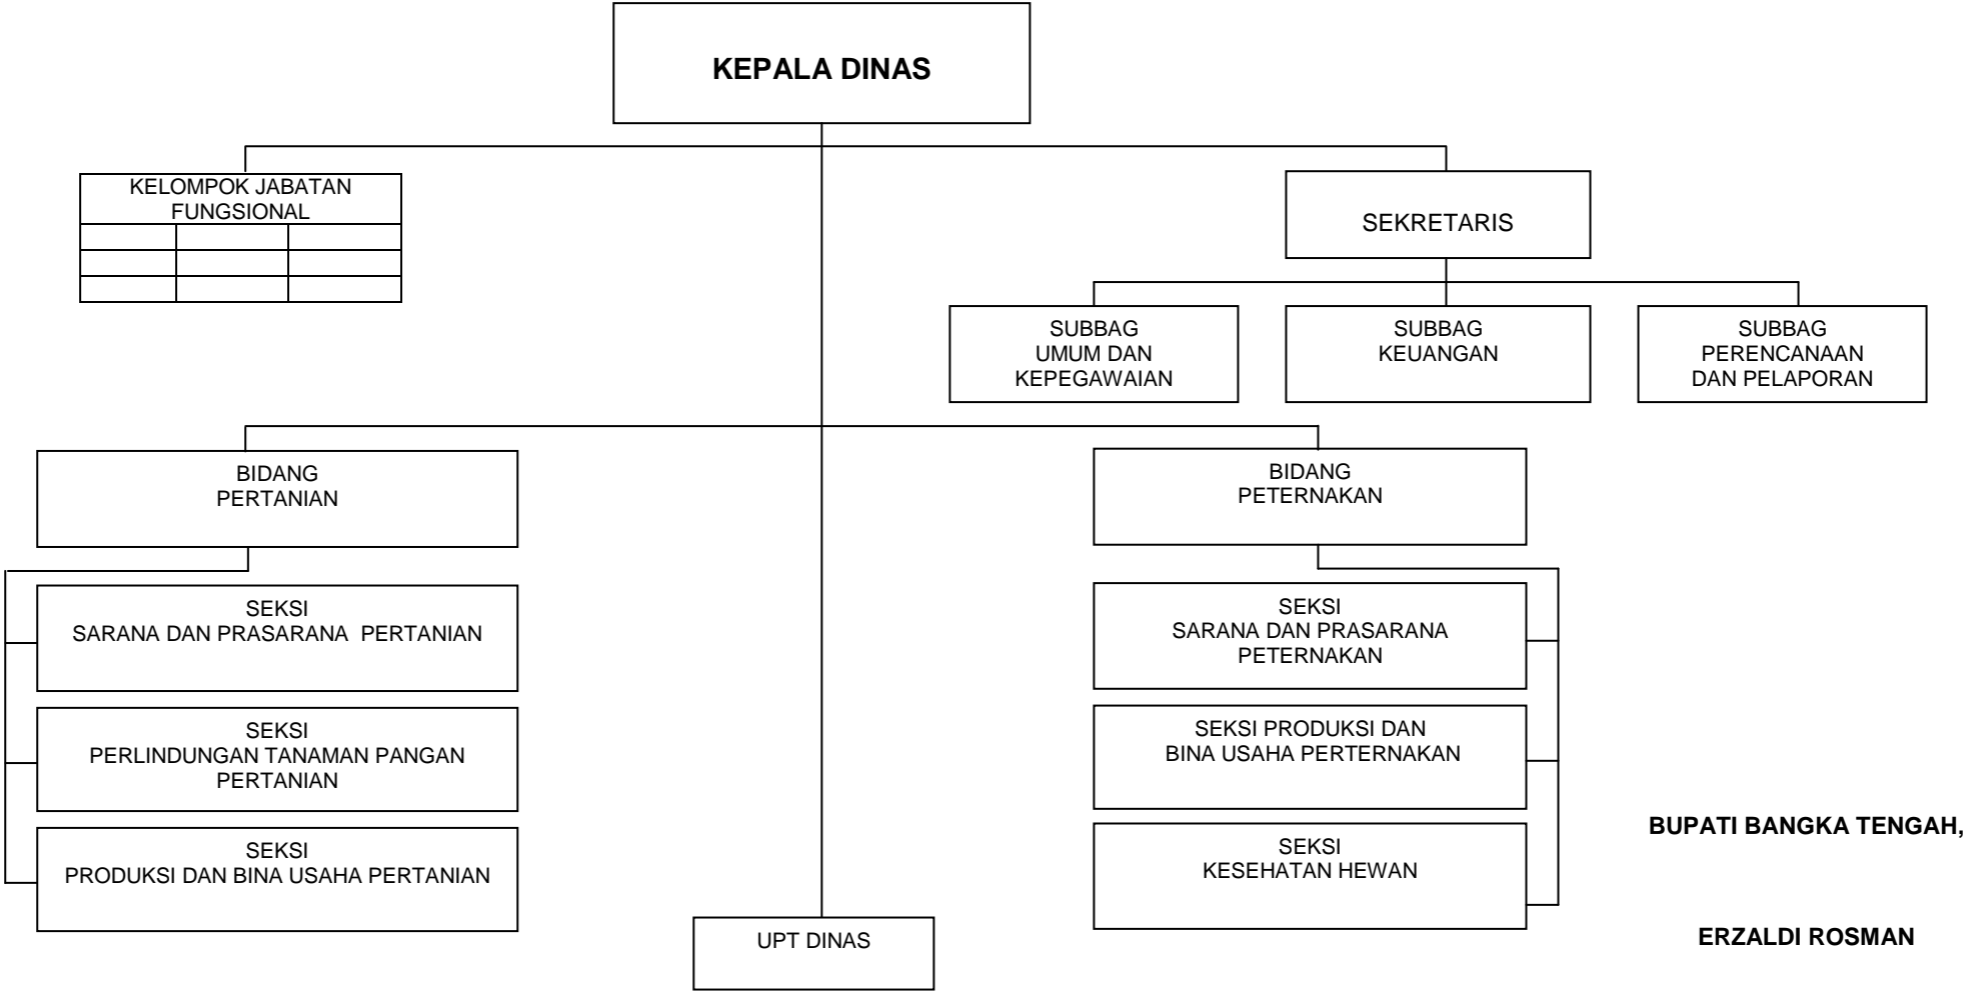 KEPALA DINAS
KELOMPOK JABATAN
FUNGSIONAL
SEKRETARIS
SUBBAG
UMUM DAN
KEPEGAWAIAN
SUBBAG
KEUANGAN
SUBBAG
PERENCANAAN
DAN PELAPORAN
BIDANG
PERTANIAN
BIDANG
PETERNAKAN
SEKSI
SARANA DAN PRASARANA  PERTANIAN
SEKSI
PERLINDUNGAN TANAMAN PANGAN
PERTANIAN
SEKSI
PRODUKSI DAN BINA USAHA PERTANIAN
SEKSI
SARANA DAN PRASARANA
PETERNAKAN
SEKSI PRODUKSI DAN
BINA USAHA PERTERNAKAN
SEKSI
KESEHATAN HEWAN
UPT DINAS
BUPATI BANGKA TENGAH,
ERZALDI ROSMAN